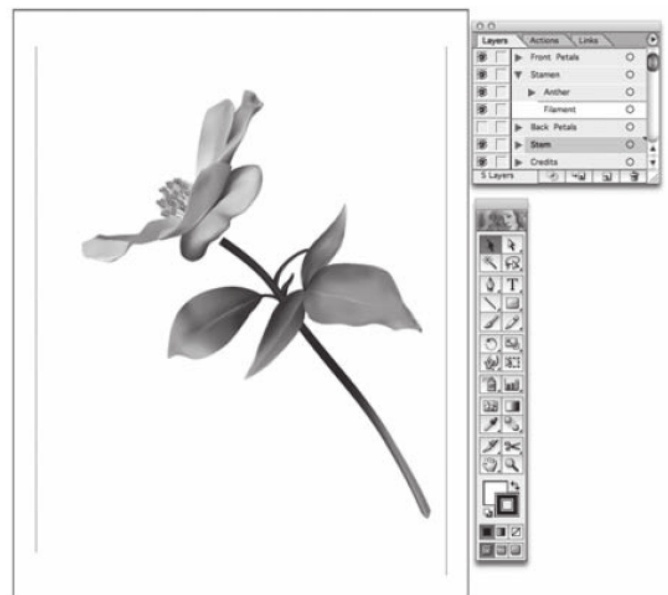 Layers Actions Links
Front Petals
Stamen
Anther
Filament
Back Petals
Stem
Credits
5 Layers
T